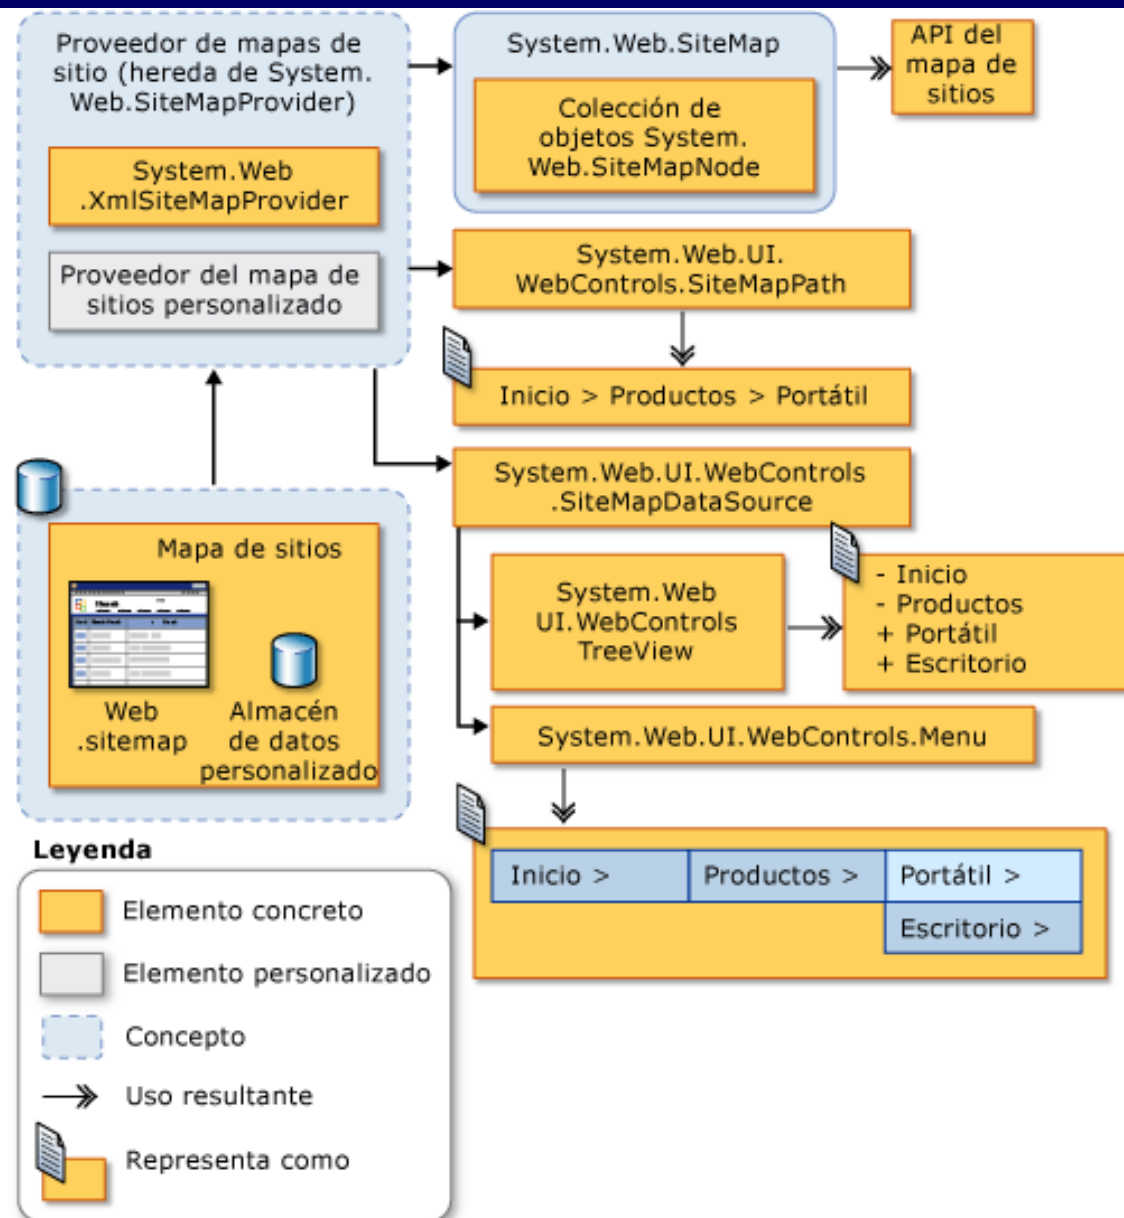 Proveedor de mapas de
sitio (hereda de System.
Web.SiteMapProvider)
System.Web
.XmlSiteMapProvider
Proveedor del mapa de
sitios personalizado
System.Web.SiteMap
Colección de
objetos System.
Web.SiteMapNode
API del
mapa de
sitios
System.Web.UI.
WebControls.SiteMapPath
Inicio > Productos > Portátil
System.Web.UI.WebControls
.SiteMapDataSource
System.Web
UI.WebControls
TreeView
- Inicio
- Productos
+ Portátil
+ Escritorio
System.Web.UI.WebControls.Menu
Inicio >
Productos >
Portátil >
Escritorio >
Mapa de sitios
Web
.sitemap
Almacén
de datos
personalizado
Leyenda
Elemento concreto
Elemento personalizado
Concepto
Uso resultante
Representa como